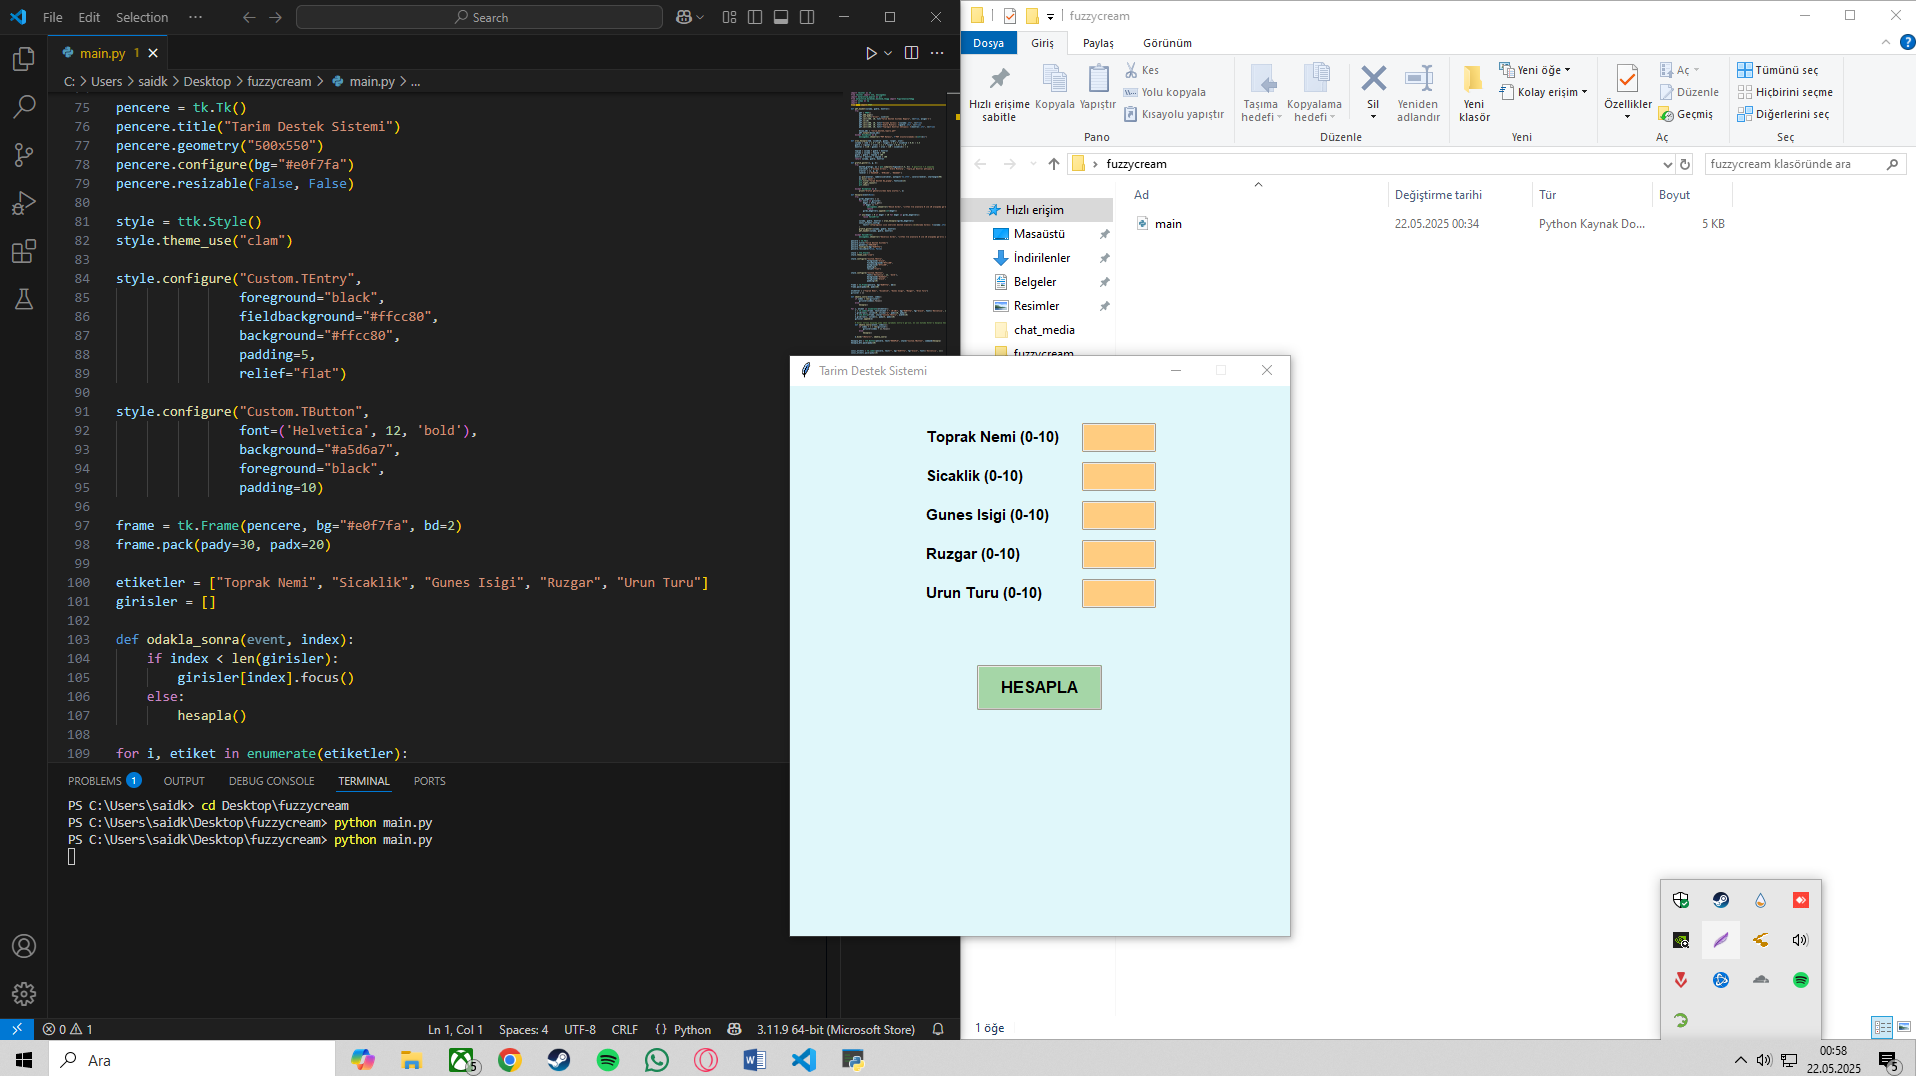 File Edit Selection ··· Search
main.py 1
C: > Users > saidk > Desktop > fuzzycream > main.py > ...
75 pencere = tk.Tk()
76 pencere.title("Tarim Destek Sistemi")
77 pencere.geometry("500x550")
78 pencere.configure(bg="#e0f7fa")
79 pencere.resizable(False, False)
80
81 style = ttk.Style()
82 style.theme_use("clam")
83
84 style.configure("Custom.TEntry",
85 foreground="black",
86 fieldbackground="#ffcc80",
87 background="#ffcc80",
88 padding=5,
89 relief="flat")
90
91 style.configure("Custom.TButton",
92 font=('Helvetica', 12, 'bold'),
93 background="#a5d6a7",
94 foreground="black",
95 padding=10)
96
97 frame = tk.Frame(pencere, bg="#e0f7fa", bd=2)
98 frame.pack(pady=30, padx=20)
99
100 etiketler = ["Toprak Nemi", "Sicaklik", "Gunes Isigi", "Ruzgar", "Urun Turu"]
101 girisler = []
102
103 def odakla_sonra(event, index):
104 if index < len(girisler):
105 girisler[index].focus()
106 else:
107 hesapla()
108
109 for i, etiket in enumerate(etiketler):
PROBLEMS 1 OUTPUT DEBUG CONSOLE TERMINAL PORTS
PS C:\Users\saidk> cd Desktop\fuzzycream
PS C:\Users\saidk\Desktop\fuzzycream> python main.py
PS C:\Users\saidk\Desktop\fuzzycream> python main.py
0 1 Ln 1, Col 1 Spaces: 4 UTF-8 CRLF {} Python 3.11.9 64-bit (Microsoft Store)
fuzzycream
Dosya Giriş Paylaş Görünüm
Hızlı erişime sabitle
Kopyala
Yapıştır
Kes
Yolu kopyala
Kısayolu yapıştır
Pano
Taşıma hedefi
Kopyalama hedefi
Sil
Yeniden adlandır
Düzenle
Yeni klasör
Yeni öğe
Kolay erişim
Yeni
Özellikler
Aç
Düzenle
Geçmiş
Aç
Tümünü seç
Hiçbirini seçme
Diğerlerini seç
Seç
fuzzycream
fuzzycream klasöründe ara
Ad Değiştirme tarihi Tür Boyut
main 22.05.2025 00:34 Python Kaynak Do... 5 KB
Hızlı erişim
Masaüstü
İndirilenler
Belgeler
Resimler
chat_media
fuzzycream
1 öğe
Tarim Destek Sistemi
Toprak Nemi (0-10)
Sicaklik (0-10)
Gunes Isigi (0-10)
Ruzgar (0-10)
Urun Turu (0-10)
HESAPLA
Ara
5
00:58
22.05.2025
5